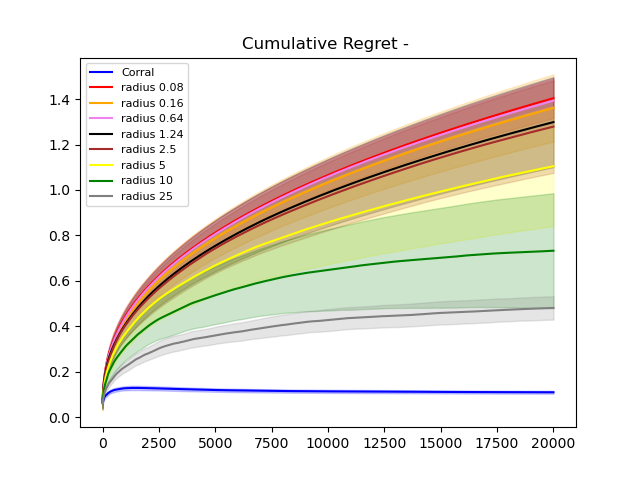 Cumulative Regret -
Corral
radius 0.08
radius 0.16
radius 0.64
radius 1.24
radius 2.5
radius 5
radius 10
radius 25
1.4
1.2
1.0
0.8
0.6
0.4
0.2
0.0
0 2500 5000 7500 10000 12500 15000 17500 20000